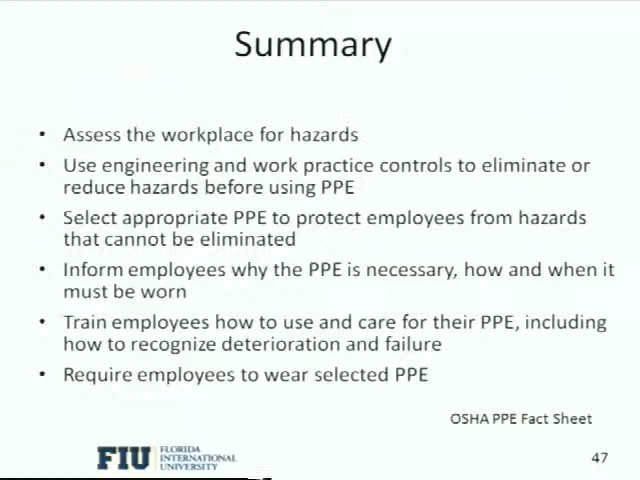 Summary
• Assess the workplace for hazards
• Use engineering and work practice controls to eliminate or
reduce hazards before using PPE
• Select appropriate PPE to protect employees from hazards
that cannot be eliminated
• Inform employees why the PPE is necessary, how and when it
must be worn
• Train employees how to use and care for their PPE, including
how to recognize deterioration and failure
• Require employees to wear selected PPE
OSHA PPE Fact Sheet
FIU
FLORIDA
INTERNATIONAL
UNIVERSITY
47